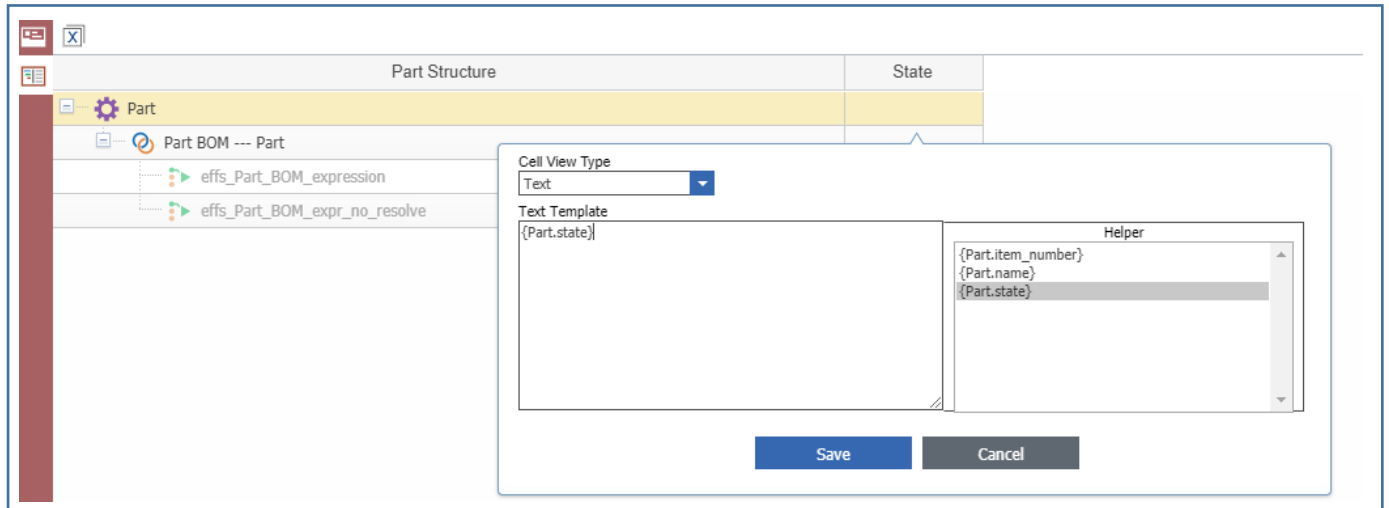 X
Part Structure State
Part
Part BOM --- Part
effs_Part_BOM_expression
effs_Part_BOM_expr_no_resolve
Cell View Type
Text
Text Template
{Part.state}
Helper
{Part.item_number}
{Part.name}
{Part.state}
Save Cancel